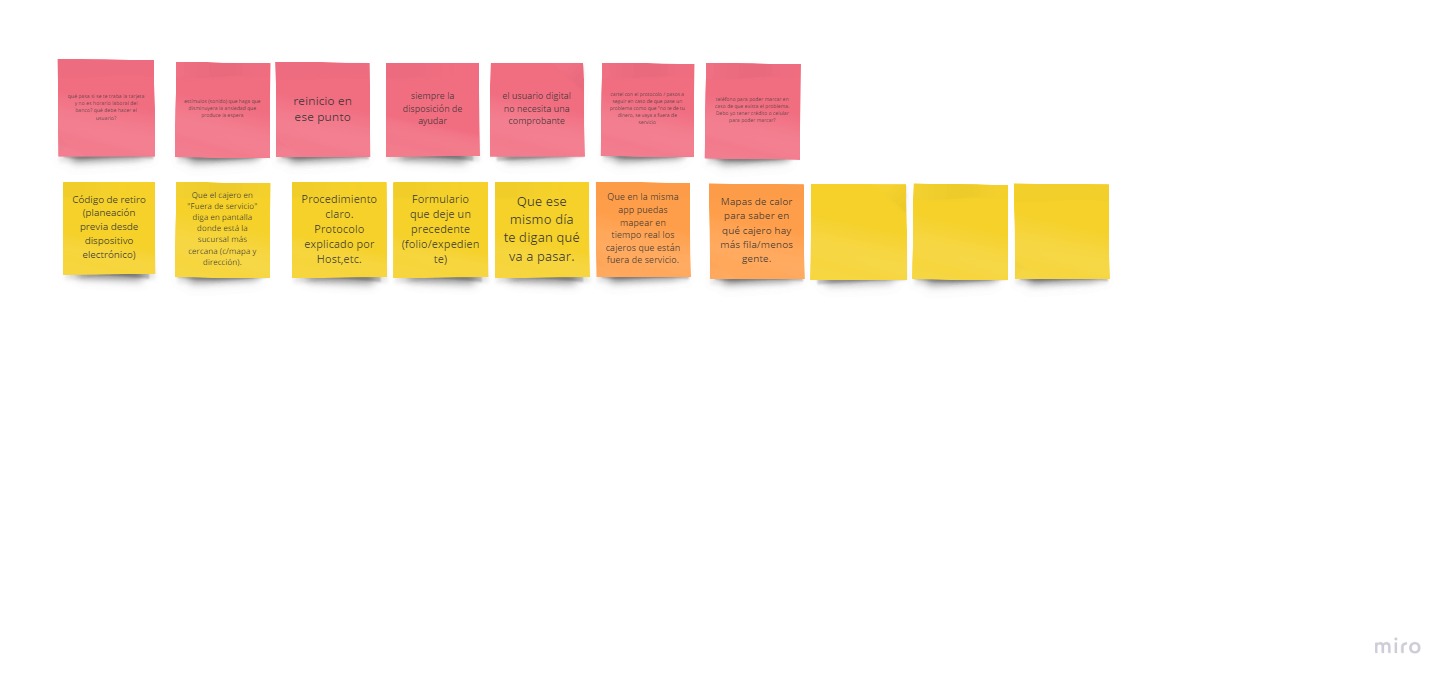 que pasa si se te traba la tarjeta
y no es horario laboral del
banco? qué debe hacer el
usuario?
estímulos (sonido) que haga que
disminuya la ansiedad que
produce la espera
reinicio en
ese punto
siempre la
disposición de
ayudar
el usuario digital
no necesita una
comprobante
cartel con el protocolo / pasos a
seguir en caso de que pase un
problema como que "no se de tu
dinero, se vaya a fuera de
servicio
teléfono para poder marcar en
caso de que exista el problema.
Debo yo tener crédito o celular
para poder marcar?
Código de retiro
(planeación
previa desde
dispositivo
electrónico)
Que el cajero en
"Fuera de servicio"
diga en pantalla
donde está la
sucursal más
cercana (c/mapa y
dirección).
Procedimiento
claro.
Protocolo
explicado por
Host,etc.
Formulario
que deje un
precedente
(folio/expedien
te)
Que ese
mismo día
te digan qué
va a pasar.
Que en la misma
app puedas
mapear en
tiempo real los
cajeros que están
fuera de servicio.
Mapas de calor
para saber en
qué cajero hay
más fila/menos
gente.
miro